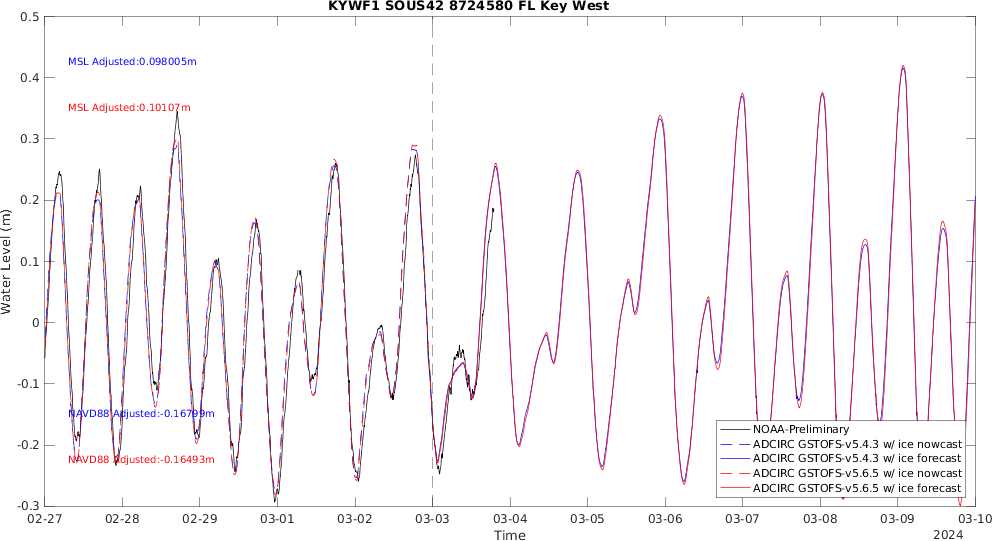 KYWF1 SOUS42 8724580 FL Key West
0.5
0.4
0.3
0.2
0.1
0
-0.1
-0.2
-0.3
Water Level (m)
MSL Adjusted:0.098005m
MSL Adjusted:0.10107m
NAVD88 Adjusted:-0.16799m
NAVD88 Adjusted:-0.16493m
NOAA-Preliminary
ADCIRC GSTOFS-v5.4.3 w/ ice nowcast
ADCIRC GSTOFS-v5.4.3 w/ ice forecast
ADCIRC GSTOFS-v5.6.5 w/ ice nowcast
ADCIRC GSTOFS-v5.6.5 w/ ice forecast
02-27 02-28 02-29 03-01 03-02 03-03 03-04 03-05 03-06 03-07 03-08 03-09 03-10
Time
2024